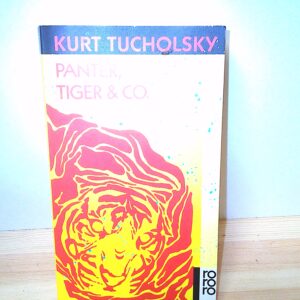 KURT TUCHOLSKY
PANTER,
TIGER & CO.
rororo